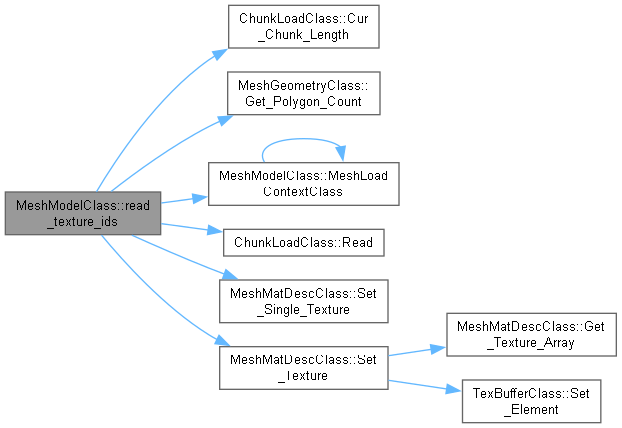 ChunkLoadClass::Cur
_Chunk_Length
MeshGeometryClass::
Get_Polygon_Count
MeshModelClass::MeshLoad
ContextClass
MeshModelClass::read
_texture_ids
ChunkLoadClass::Read
MeshMatDescClass::Set
_Single_Texture
MeshMatDescClass::Set
_Texture
MeshMatDescClass::Get
_Texture_Array
TexBufferClass::Set
_Element